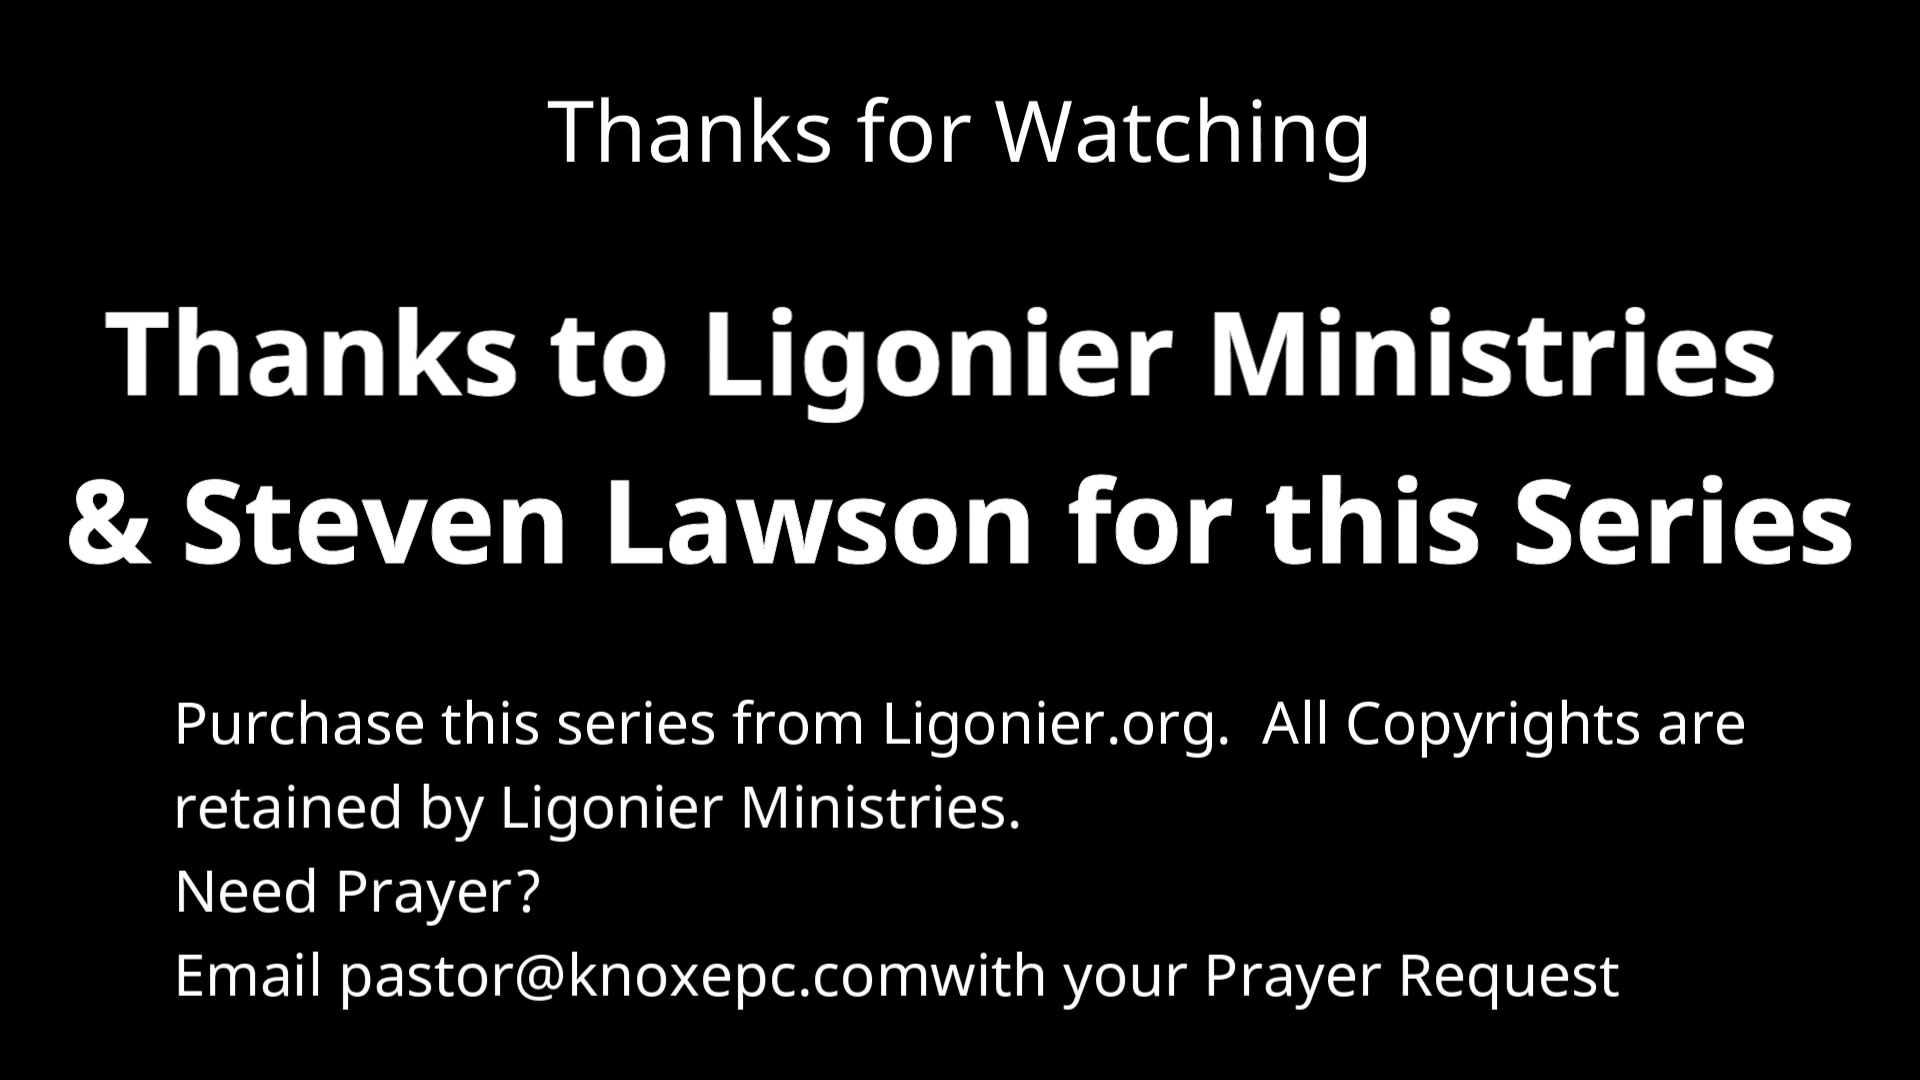 Thanks for Watching
Thanks to Ligonier Ministries
& Steven Lawson for this Series
Purchase this series from Ligonier.org.  All Copyrights are
retained by Ligonier Ministries.
Need Prayer?
Email pastor@knoxepc.comwith your Prayer Request